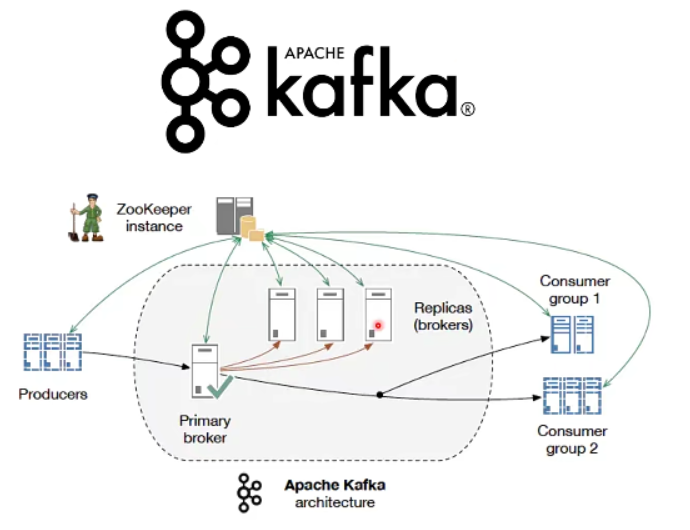 APACHE
kafka®
ZooKeeper
instance
Consumer
group 1
Replicas
(brokers)
Producers
Primary
broker
Consumer
group 2
Apache Kafka
architecture